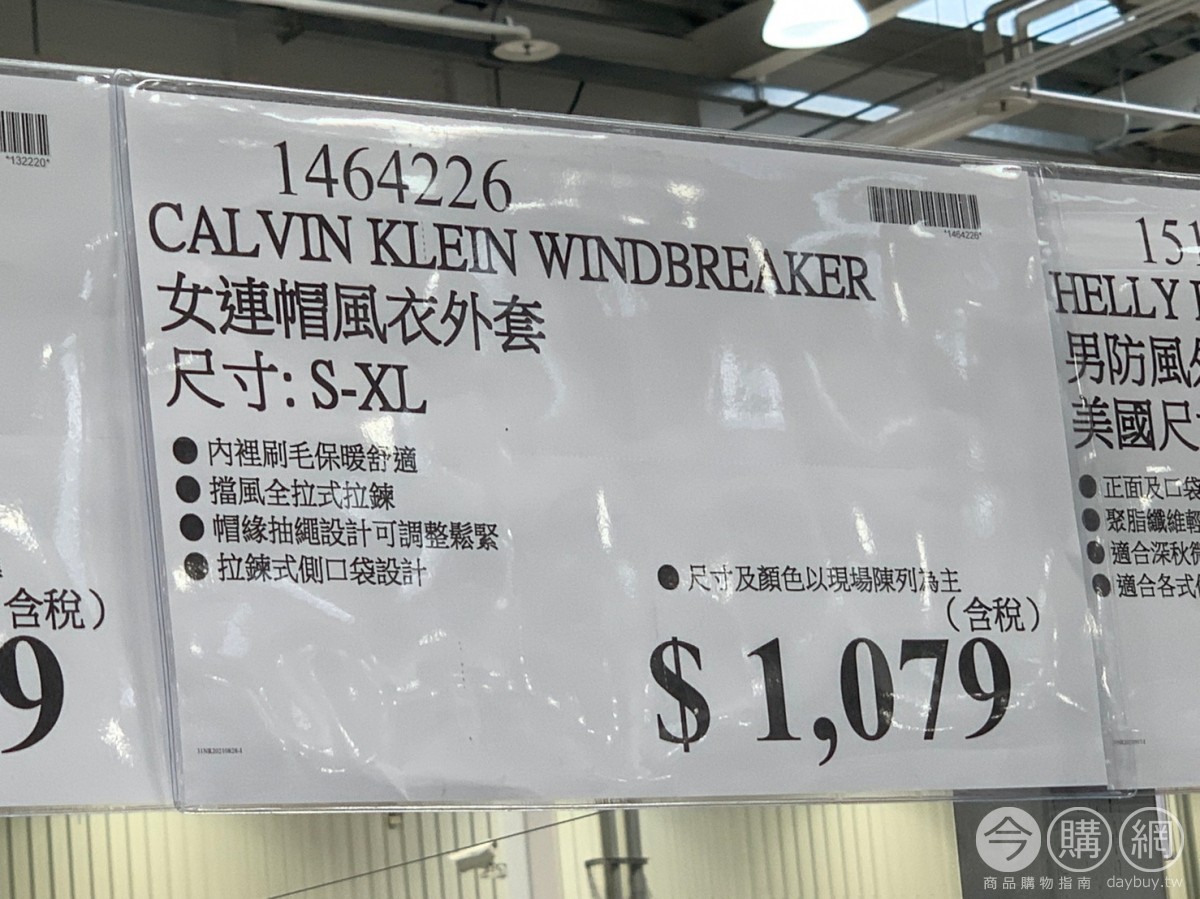 *132220*
(含稅)
9
1464226
*1464226*
CALVIN KLEIN WINDBREAKER
女連帽風衣外套
尺寸: S-XL
●內裡刷毛保暖舒適
●擋風全拉式拉鍊
●帽緣抽繩設計可調整鬆緊
●拉鍊式側口袋設計
●尺寸及顏色以現場陳列為主
(含稅)
$ 1,079
151
HELLY
男防風
美國尺
●正面及口袋
●聚脂纖維輕
●適合深秋微
●適合各式
今購網
商品購物指南 daybuy.tw